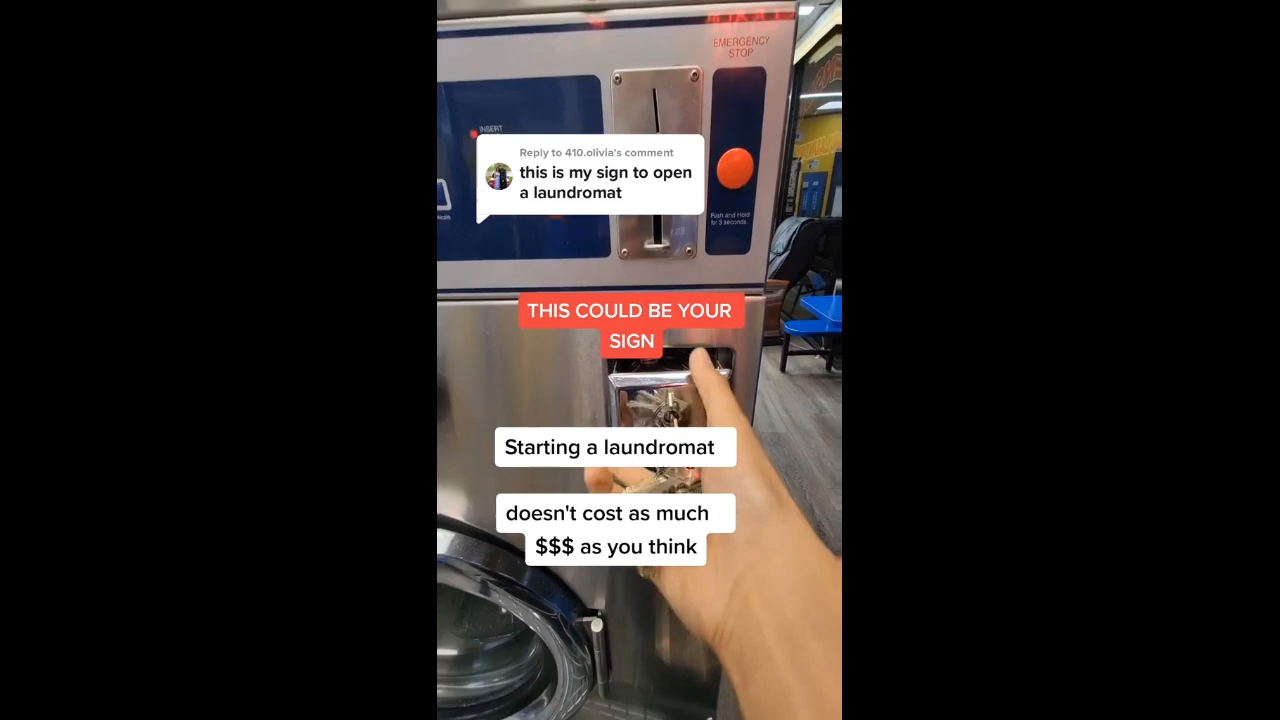 EMERGENCY
STOP
INSERT
Reply to 410.olivia's comment
this is my sign to open
a laundromat
Push and Hold
for 3 seconds.
THIS COULD BE YOUR
SIGN
Starting a laundromat
doesn't cost as much
$$$ as you think